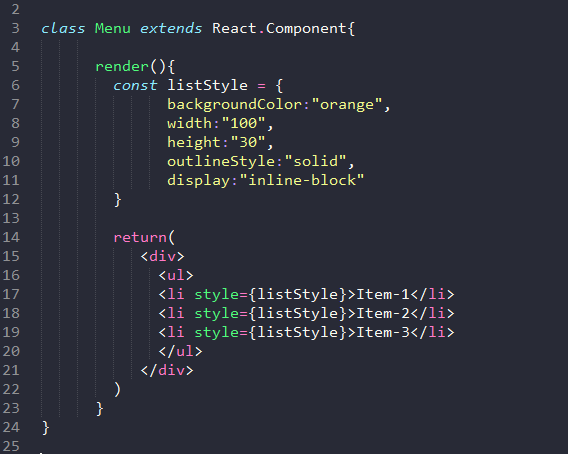 2
3 class Menu extends React.Component{
4
5 render(){
6 const listStyle = {
7 backgroundColor:"orange",
8 width:"100",
9 height:"30",
10 outlineStyle:"solid",
11 display:"inline-block"
12 }
13
14 return(
15 <div>
16 <ul>
17 <li style={listStyle}>Item-1</li>
18 <li style={listStyle}>Item-2</li>
19 <li style={listStyle}>Item-3</li>
20 </ul>
21 </div>
22 )
23 }
24 }
25